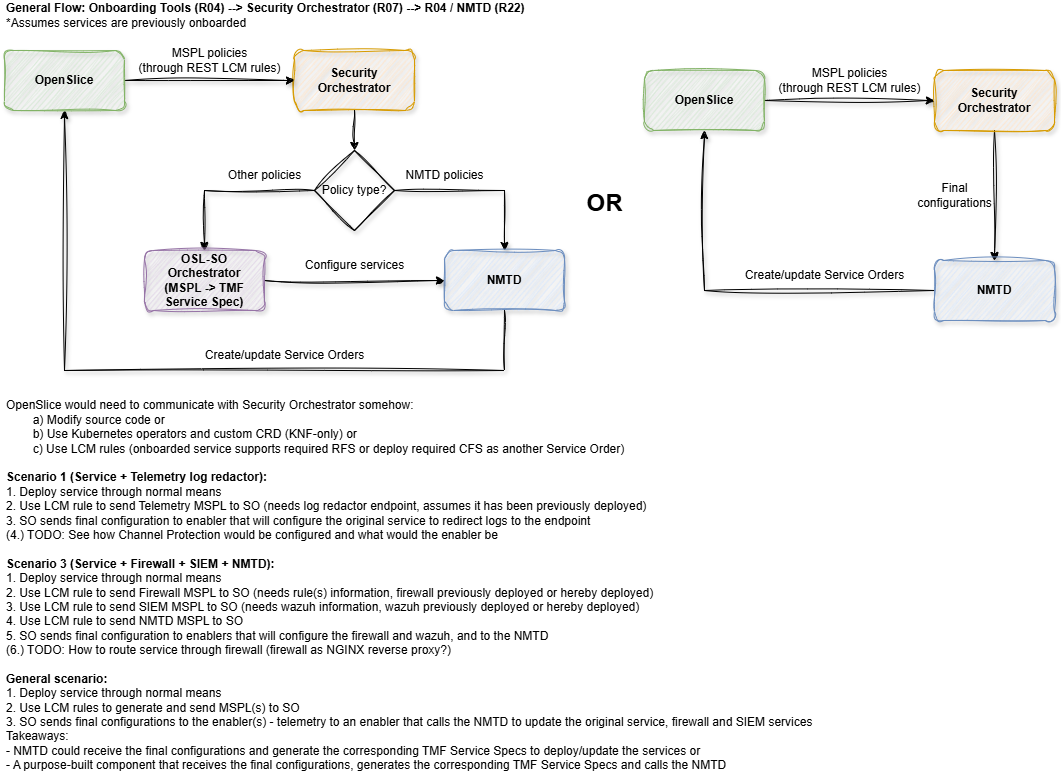 General Flow: Onboarding Tools (R04) --> Security Orchestrator (R07) --> R04 / NMTD (R22)
*Assumes services are previously onboarded
OpenSlice
MSPL policies
(through REST LCM rules)
Security
Orchestrator
Policy type?
Other policies
NMTD policies
OSL-SO
Orchestrator
(MSPL -> TMF
Service Spec)
Configure services
NMTD
Create/update Service Orders
OR
OpenSlice
MSPL policies
(through REST LCM rules)
Security
Orchestrator
Final
configurations
NMTD
Create/update Service Orders
OpenSlice would need to communicate with Security Orchestrator somehow:
a) Modify source code or
b) Use Kubernetes operators and custom CRD (KNF-only) or
c) Use LCM rules (onboarded service supports required RFS or deploy required CFS as another Service Order)
Scenario 1 (Service + Telemetry log redactor):
1. Deploy service through normal means
2. Use LCM rule to send Telemetry MSPL to SO (needs log redactor endpoint, assumes it has been previously deployed)
3. SO sends final configuration to enabler that will configure the original service to redirect logs to the endpoint
(4.) TODO: See how Channel Protection would be configured and what would the enabler be
Scenario 3 (Service + Firewall + SIEM + NMTD):
1. Deploy service through normal means
2. Use LCM rule to send Firewall MSPL to SO (needs rule(s) information, firewall previously deployed or hereby deployed)
3. Use LCM rule to send SIEM MSPL to SO (needs wazuh information, wazuh previously deployed or hereby deployed)
4. Use LCM rule to send NMTD MSPL to SO
5. SO sends final configuration to enablers that will configure the firewall and wazuh, and to the NMTD
(6.) TODO: How to route service through firewall (firewall as NGINX reverse proxy?)
General scenario:
1. Deploy service through normal means
2. Use LCM rules to generate and send MSPL(s) to SO
3. SO sends final configurations to the enabler(s) - telemetry to an enabler that calls the NMTD to update the original service, firewall and SIEM services
Takeaways:
- NMTD could receive the final configurations and generate the corresponding TMF Service Specs to deploy/update the services or
- A purpose-built component that receives the final configurations, generates the corresponding TMF Service Specs and calls the NMTD